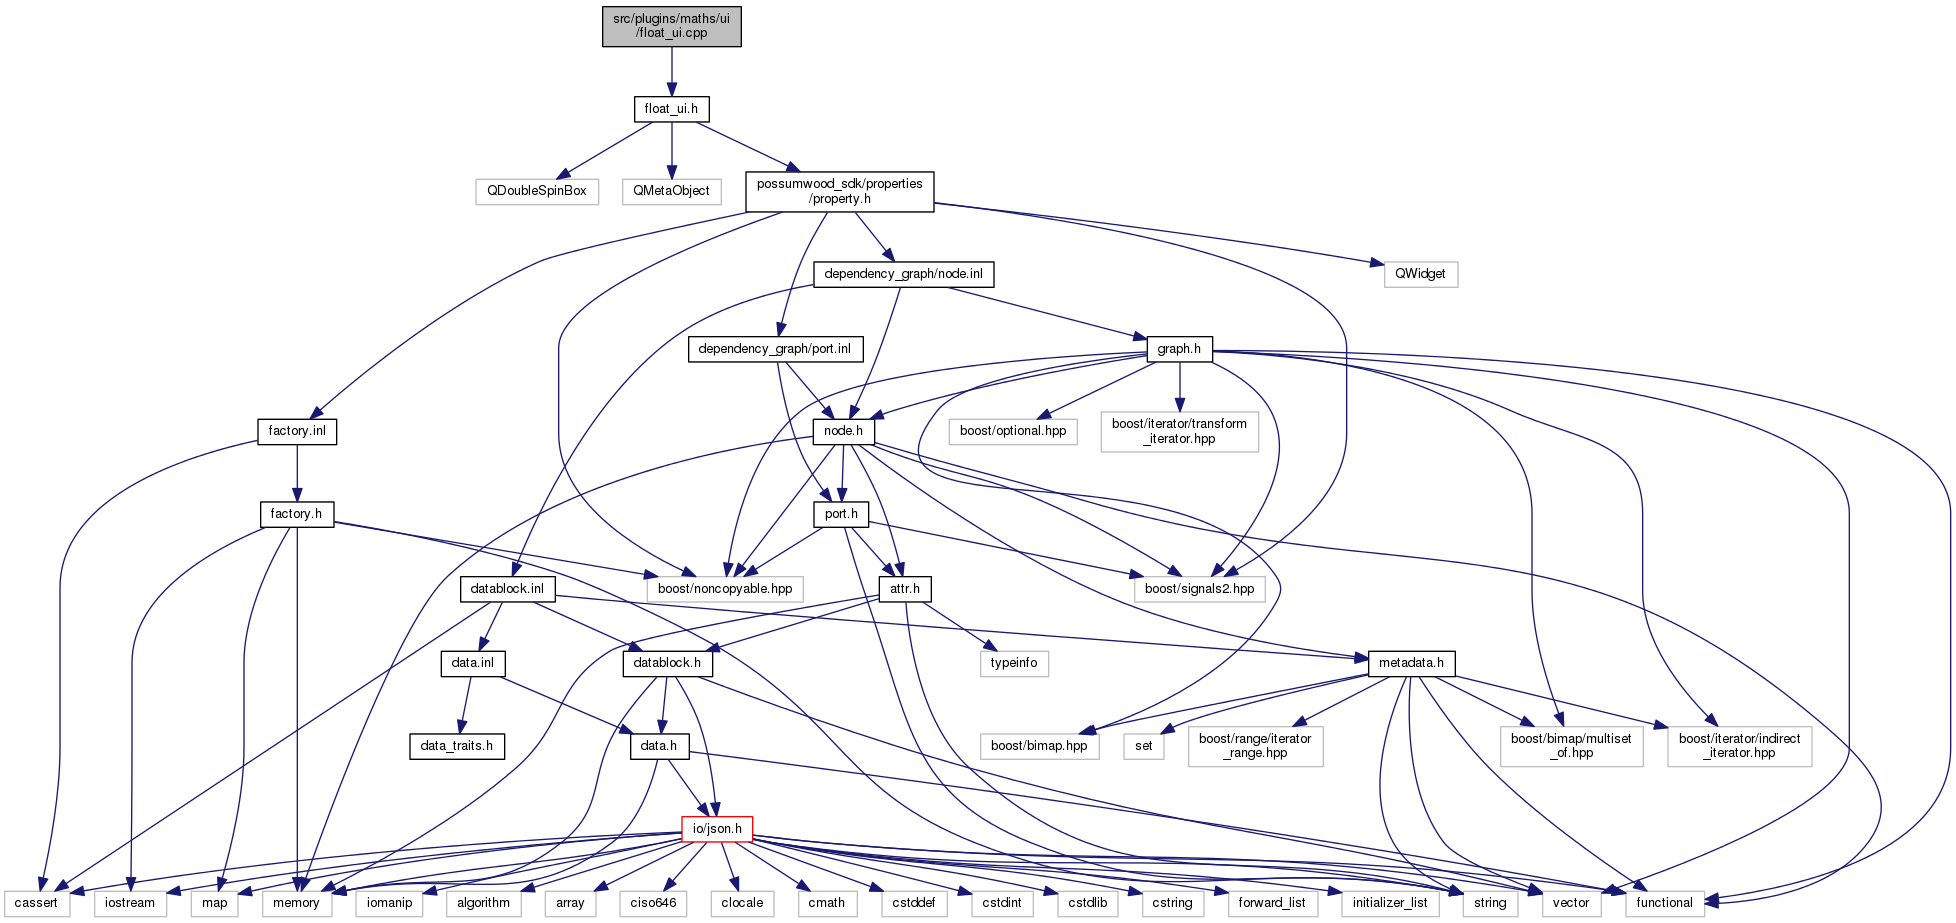 src/plugins/maths/ui
/float_ui.cpp
float_ui.h
QDoubleSpinBox
QMetaObject
possumwood_sdk/properties
/property.h
dependency_graph/node.inl
QWidget
dependency_graph/port.inl
graph.h
factory.inl
node.h
boost/optional.hpp
boost/iterator/transform
_iterator.hpp
factory.h
port.h
datablock.inl
boost/noncopyable.hpp
attr.h
boost/signals2.hpp
data.inl
datablock.h
typeinfo
metadata.h
data_traits.h
data.h
boost/bimap.hpp
set
boost/range/iterator
_range.hpp
boost/bimap/multiset
_of.hpp
boost/iterator/indirect
_iterator.hpp
io/json.h
cassert
iostream
map
memory
iomanip
algorithm
array
ciso646
clocale
cmath
cstddef
cstdint
cstdlib
cstring
forward_list
initializer_list
string
vector
functional